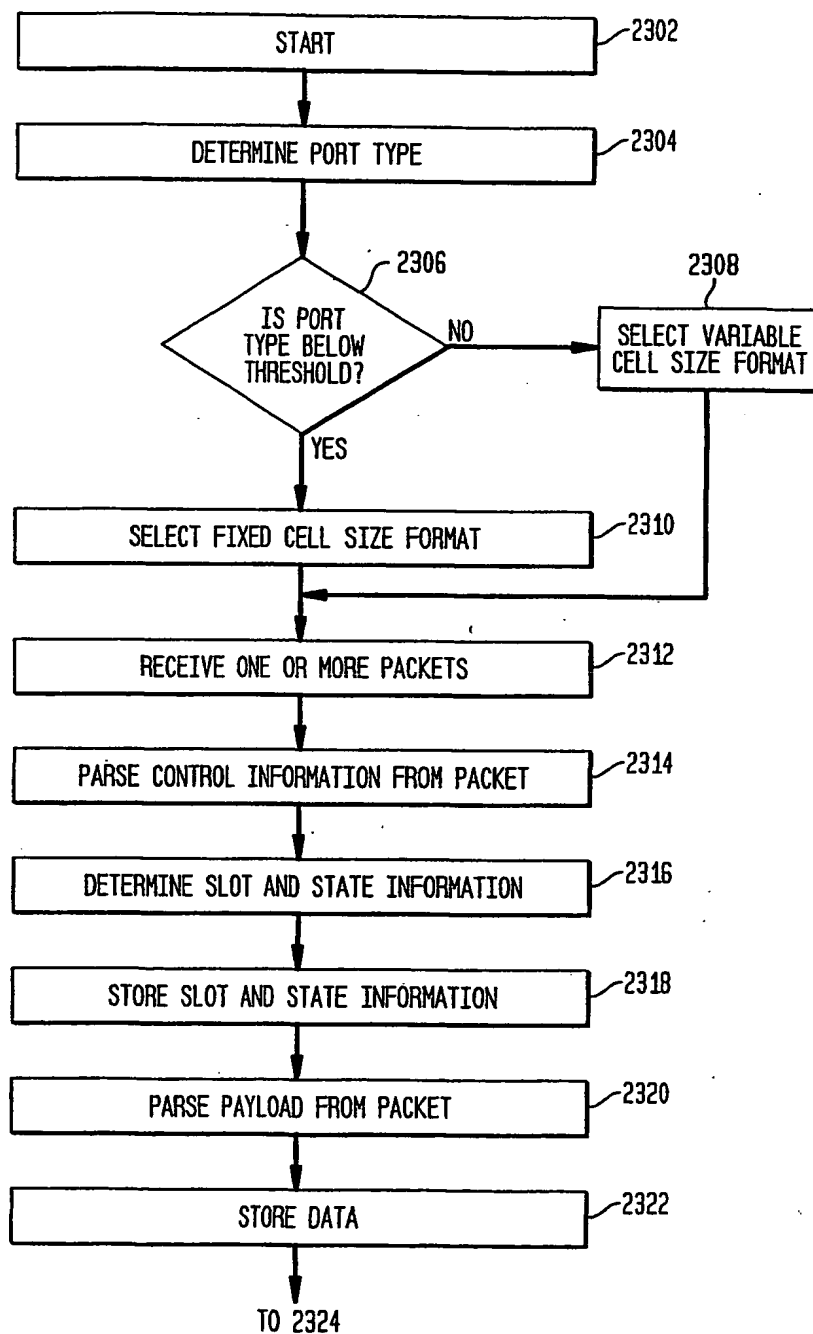 START
2302
DETERMINE PORT TYPE
2304
2306
IS PORT
TYPE BELOW
THRESHOLD?
NO
2308
SELECT VARIABLE
CELL SIZE FORMAT
YES
SELECT FIXED CELL SIZE FORMAT
2310
RECEIVE ONE OR MORE PACKETS
2312
PARSE CONTROL INFORMATION FROM PACKET
2314
DETERMINE SLOT AND STATE INFORMATION
2316
STORE SLOT AND STATE INFORMATION
2318
PARSE PAYLOAD FROM PACKET
2320
STORE DATA
2322
TO 2324